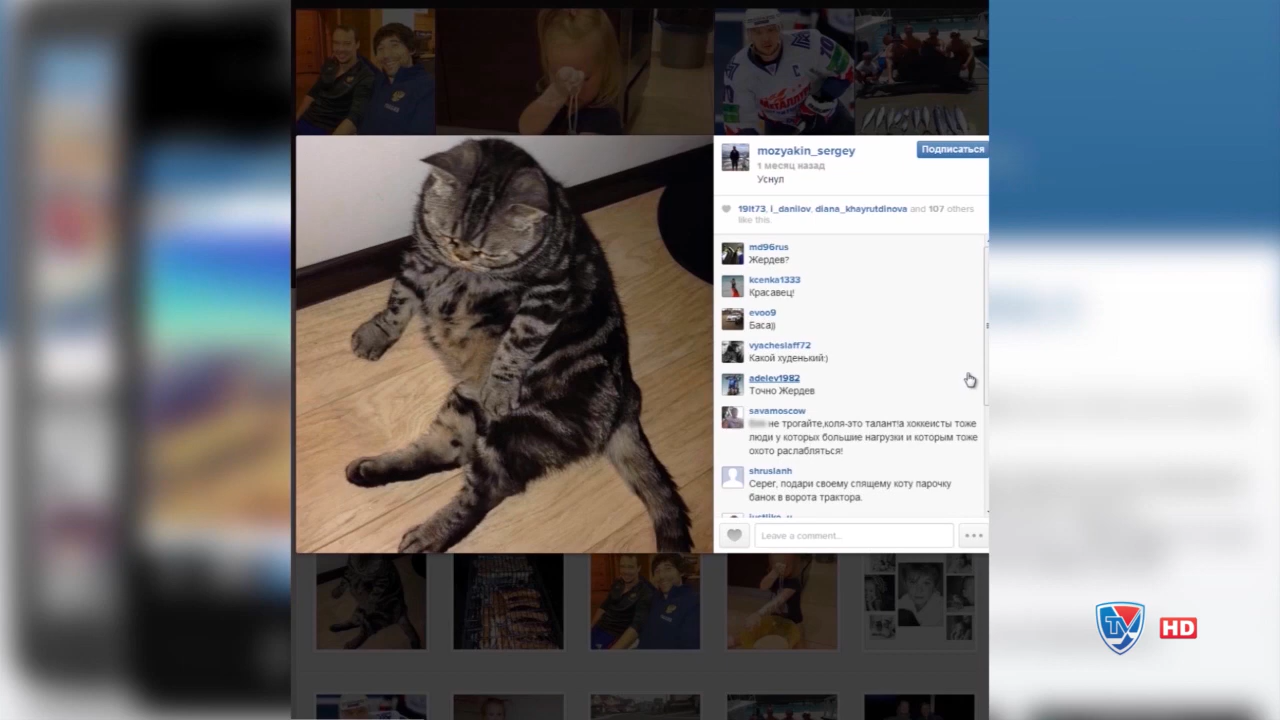 mozyakin_sergey
Подписаться
1 месяц назад
Уснул
19lt73, i_danilov, diana_khayrutdinova and 107 others
like this.
md96rus
Жердев?
kcenka1333
Красавец!
evoo9
Баса))
vyacheslaff72
Какой худенький:)
adelev1982
Точно Жердев
savamoscow
не трогайте,коля-это талант!а хоккеисты тоже
люди у которых большие нагрузки и которым тоже
охото раслабляться!
shruslanh
Серег, подари своему спящему коту парочку
банок в ворота трактора.
Leave a comment...
TV
HD